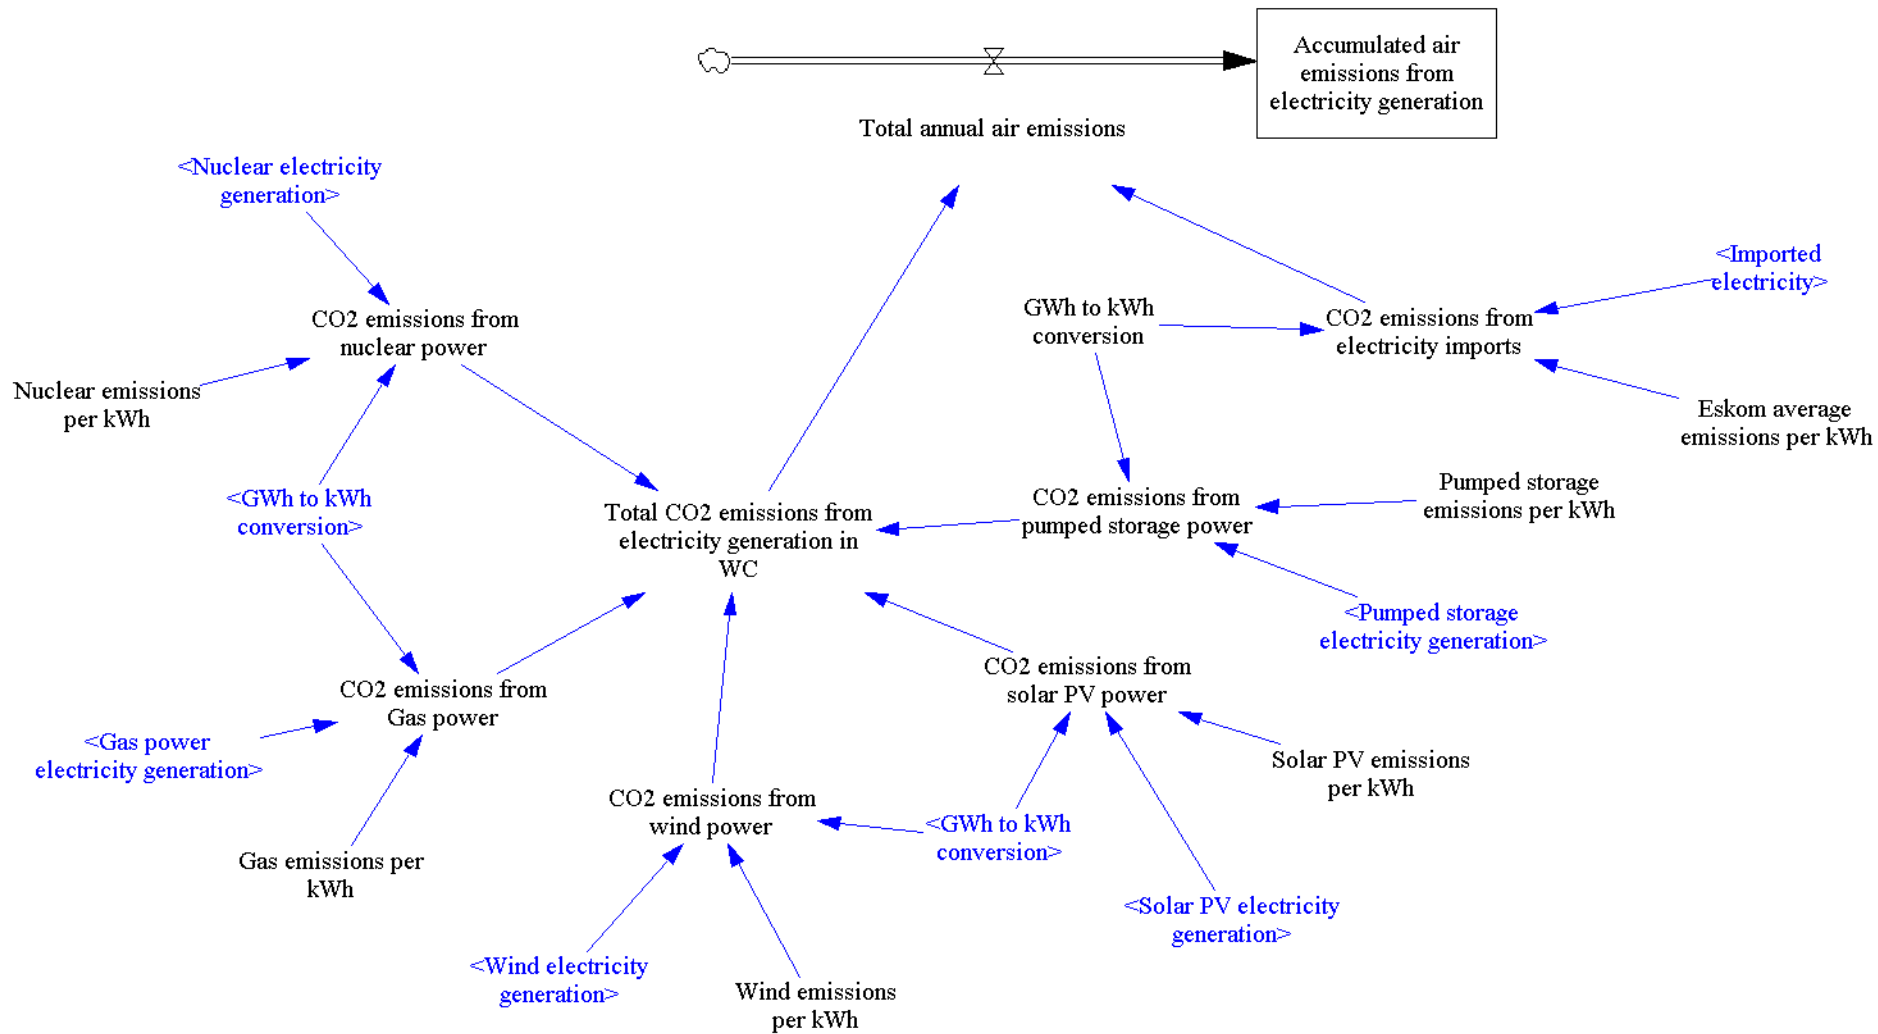 Accumulated air
emissions from
electricity generation
Total annual air emissions
<Nuclear electricity
generation>
<Imported
electricity>
CO2 emissions from
nuclear power
GWh to kWh
conversion
CO2 emissions from
electricity imports
Nuclear emissions
per kWh
Eskom average
emissions per kWh
<GWh to kWh
conversion>
Total CO2 emissions from
electricity generation in
WC
CO2 emissions from
pumped storage power
Pumped storage
emissions per kWh
<Pumped storage
electricity generation>
CO2 emissions from
Gas power
CO2 emissions from
solar PV power
<Gas power
electricity generation>
Solar PV emissions
per kWh
CO2 emissions from
wind power
<GWh to kWh
conversion>
Gas emissions per
kWh
<Solar PV electricity
generation>
<Wind electricity
generation>
Wind emissions
per kWh